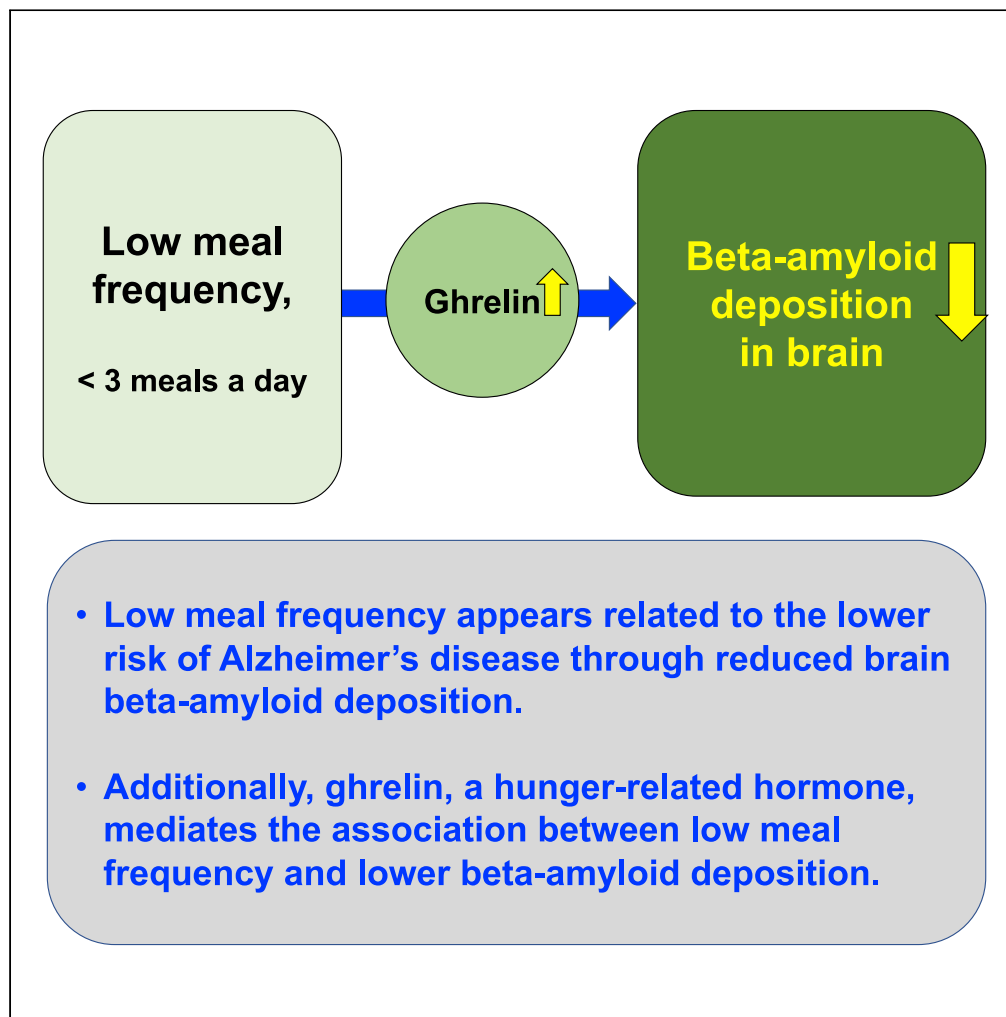 Low meal
frequency,
< 3 meals a day
Ghrelin
Beta-amyloid
deposition
in brain
• Low meal frequency appears related to the lower
risk of Alzheimer’s disease through reduced brain
beta-amyloid deposition.
• Additionally, ghrelin, a hunger-related hormone,
mediates the association between low meal
frequency and lower beta-amyloid deposition.